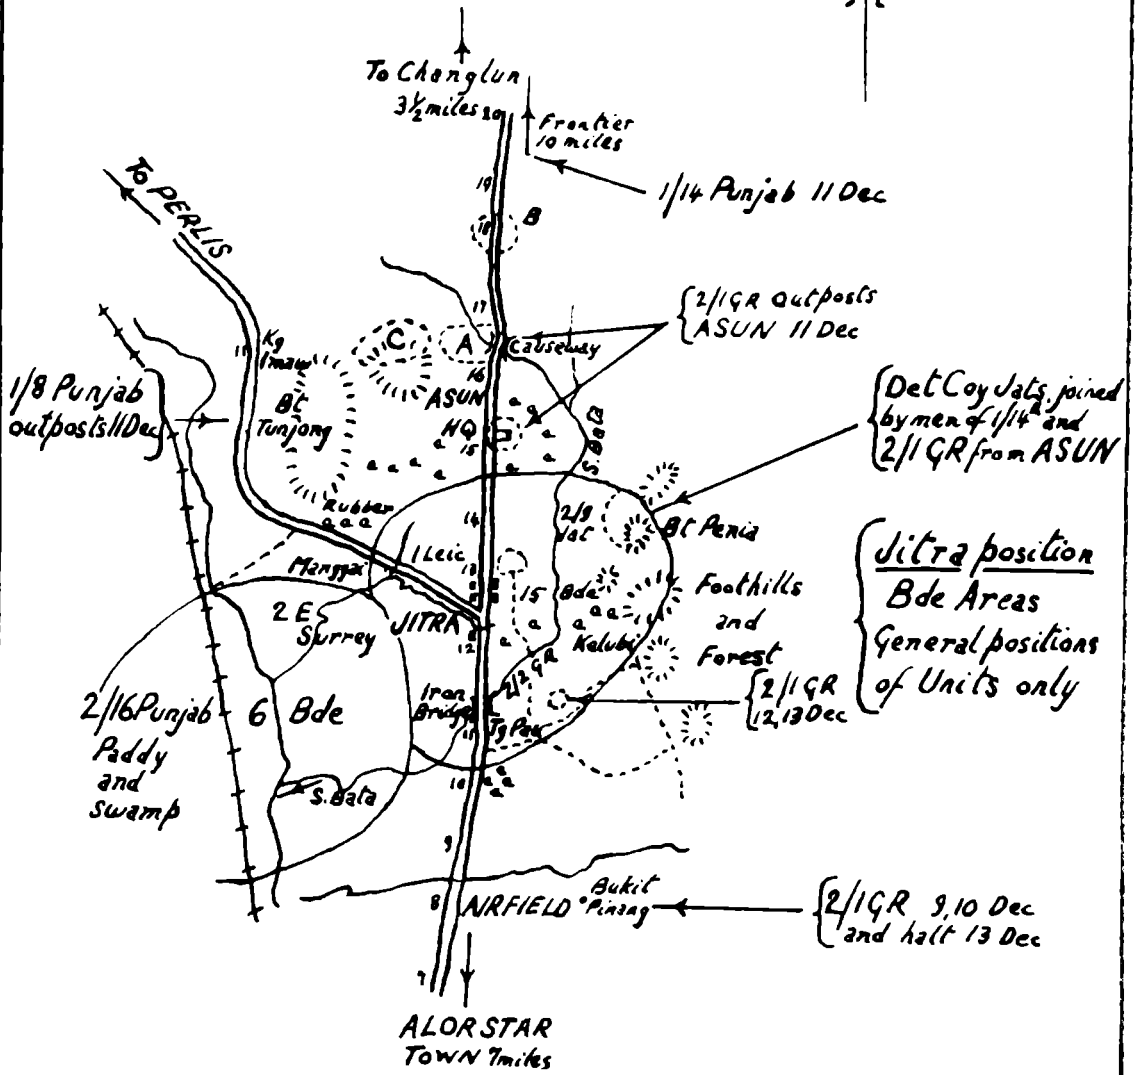 To Changlun
3½ miles 20
Frontier
10 miles
To PERLIS
19
1/14 Punjab 11 Dec
18 B
17
2/1 GR outposts
ASUN 11 Dec
Kg
Imam
11
C
A
Causeway
16
ASUN
1/8 Punjab
outposts 11 Dec
Bt
Tunjong
HQ
15
S. Bata
Det Coy Jats, joined
by men of 1/14th and
2/1 GR from ASUN
Rubber
a a a
14
2/9
Jat
Bt Penia
1 Leic
Manggai
13
15 Bde
Foothills
and
Forest
Jitra position
Bde Areas
General positions
of Units only
2 E
Surrey
JITRA
12
Kelubi
2/2 GR
Iron
Bridge
11
Tg Pau
2/1 GR
12, 13 Dec
2/16 Punjab
6 Bde
Paddy
and
swamp
S. Bata
10
9
8
AIRFIELD
Bukit
Pinang
2/1 GR 9, 10 Dec
and halt 13 Dec
7
ALOR STAR
TOWN 7 miles